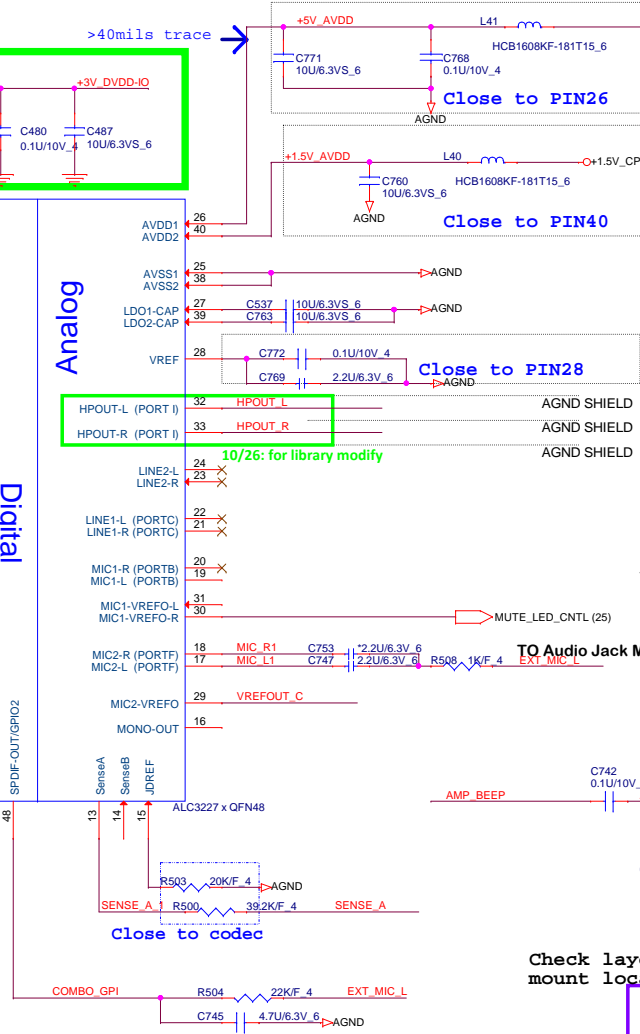 >40mils trace
+5V_AVDD
L41
HCB1608KF-181T15_6
C771
10U/6.3VS_6
C768
0.1U/10V_4
AGND
Close to PIN26
+3V_DVDD-IO
C480
0.1U/10V_4
C487
10U/6.3VS_6
+1.5V_AVDD
L40
HCB1608KF-181T15_6
+1.5V_CP
C760
10U/6.3VS_6
AGND
Close to PIN40
Analog
Digital
AVDD1 26
AVDD2 40
AVSS1 25
AVSS2 38
AGND
LDO1-CAP 27 C537 10U/6.3VS_6
LDO2-CAP 39 C763 10U/6.3VS_6
AGND
VREF 28 C772 0.1U/10V_4
C769 2.2U/6.3V_6
AGND
Close to PIN28
HPOUT-L (PORT I) 32 HPOUT_L
HPOUT-R (PORT I) 33 HPOUT_R
AGND SHIELD
AGND SHIELD
AGND SHIELD
10/26: for library modify
LINE2-L 24
LINE2-R 23
LINE1-L (PORTC) 22
LINE1-R (PORTC) 21
MIC1-R (PORTB) 20
MIC1-L (PORTB) 19
MIC1-VREFO-L 31
MIC1-VREFO-R 30
MUTE_LED_CNTL (25)
MIC2-R (PORTF) 18 MIC_R1 C753 *2.2U/6.3V_6
MIC2-L (PORTF) 17 MIC_L1 C747 2.2U/6.3V_6 R508 1K/F_4 EXT_MIC_L
TO Audio Jack M
MIC2-VREFO 29 VREFOUT_C
MONO-OUT 16
SPDIF-OUT/GPIO2
SenseA
SenseB
JDREF
48
13
14
15
ALC3227 x QFN48
AMP_BEEP
C742
0.1U/10V_
R503 20K/F_4 AGND
SENSE_A_1 R500 39.2K/F_4 SENSE_A
Close to codec
Check lay
mount loc
COMBO_GPI R504 22K/F_4 EXT_MIC_L
C745 4.7U/6.3V_6 AGND